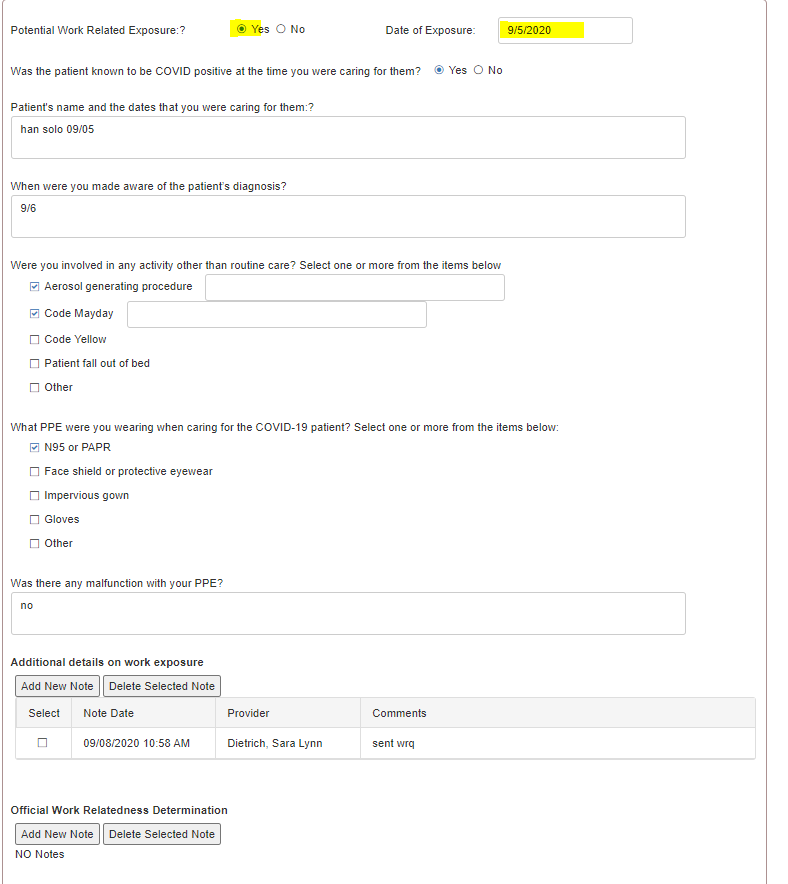 Potential Work Related Exposure:? Yes No Date of Exposure: 9/5/2020
Was the patient known to be COVID positive at the time you were caring for them? Yes No
Patient's name and the dates that you were caring for them:?
han solo 09/05
When were you made aware of the patient's diagnosis?
9/6
Were you involved in any activity other than routine care? Select one or more from the items below
Aerosol generating procedure
Code Mayday
Code Yellow
Patient fall out of bed
Other
What PPE were you wearing when caring for the COVID-19 patient? Select one or more from the items below:
N95 or PAPR
Face shield or protective eyewear
Impervious gown
Gloves
Other
Was there any malfunction with your PPE?
no
Additional details on work exposure
Add New Note Delete Selected Note
Select Note Date Provider Comments
09/08/2020 10:58 AM Dietrich, Sara Lynn sent wrq
Official Work Relatedness Determination
Add New Note Delete Selected Note
NO Notes